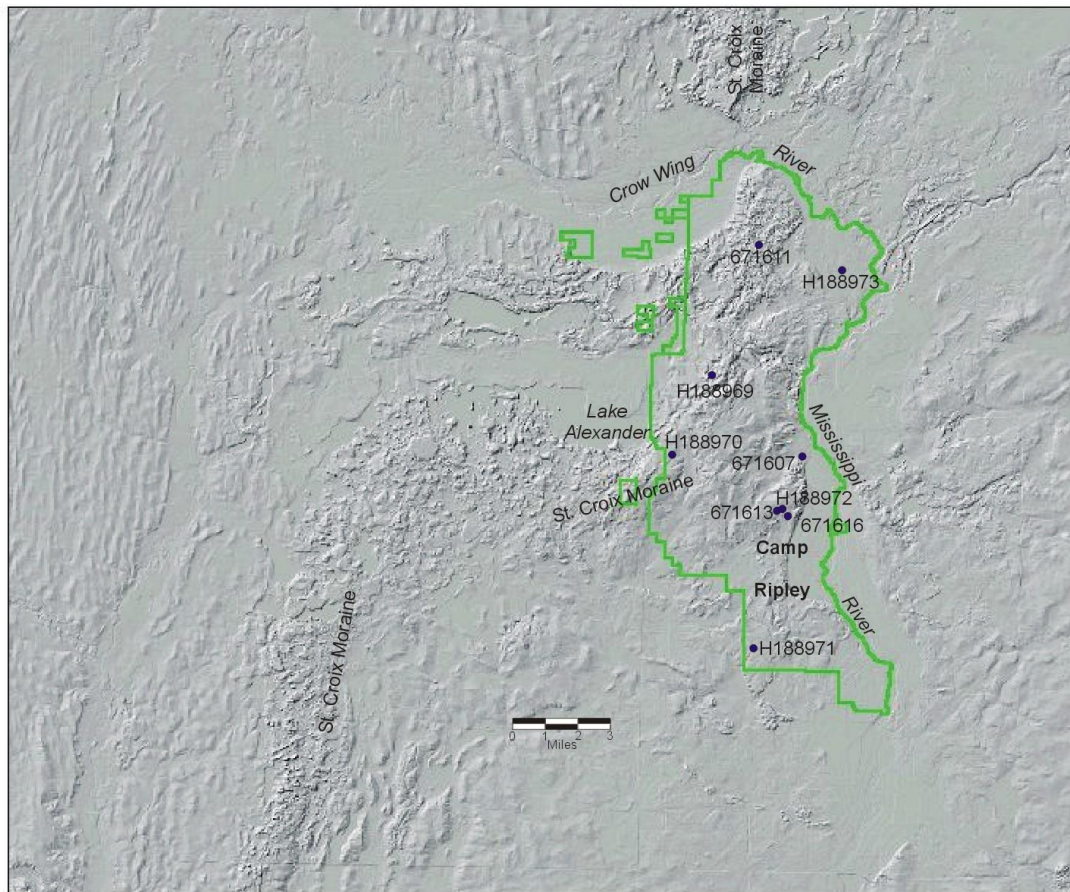 St. Croix
Moraine
Crow Wing
River
671611
H188973
H188969
Lake
Alexander
H188970
Mississippi
671607
St. Croix Moraine
H188972
671613
671616
Camp
Ripley
River
H188971
St. Croix Moraine
0 1 2 3
Miles